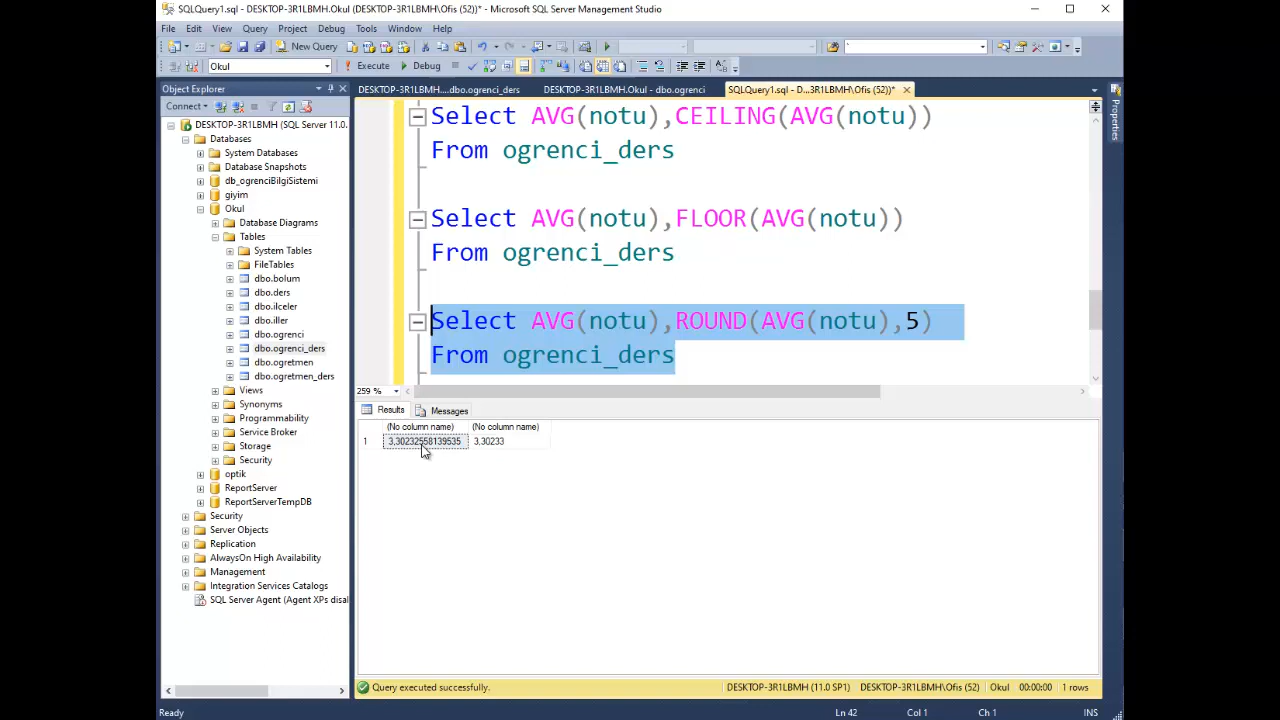 SQLQuery1.sql - DESKTOP-3R1LBMH.Okul (DESKTOP-3R1LBMH\Ofis (52))* - Microsoft SQL Server Management Studio
File Edit View Query Project Debug Tools Window Help
New Query
Okul Execute Debug
Object Explorer
Connect
DESKTOP-3R1LBMH (SQL Server 11.0.
Databases
System Databases
Database Snapshots
db_ogrenciBilgiSistemi
giyim
Okul
Database Diagrams
Tables
System Tables
FileTables
dbo.bolum
dbo.ders
dbo.ilceler
dbo.iller
dbo.ogrenci
dbo.ogrenci_ders
dbo.ogretmen
dbo.ogretmen_ders
Views
Synonyms
Programmability
Service Broker
Storage
Security
optik
ReportServer
ReportServerTempDB
Security
Server Objects
Replication
AlwaysOn High Availability
Management
Integration Services Catalogs
SQL Server Agent (Agent XPs disal
DESKTOP-3R1LBMH....dbo.ogrenci_ders DESKTOP-3R1LBMH.Okul - dbo.ogrenci SQLQuery1.sql - D...3R1LBMH\Ofis (52))*
Select AVG(notu),CEILING(AVG(notu))
From ogrenci_ders
Select AVG(notu),FLOOR(AVG(notu))
From ogrenci_ders
Select AVG(notu),ROUND(AVG(notu),5)
From ogrenci_ders
259 %
Results Messages
(No column name) (No column name)
1 3,30232558139535 3,30233
Query executed successfully. DESKTOP-3R1LBMH (11.0 SP1) DESKTOP-3R1LBMH\Ofis (52) Okul 00:00:00 1 rows
Properties
Ready Ln 42 Col 1 Ch 1 INS